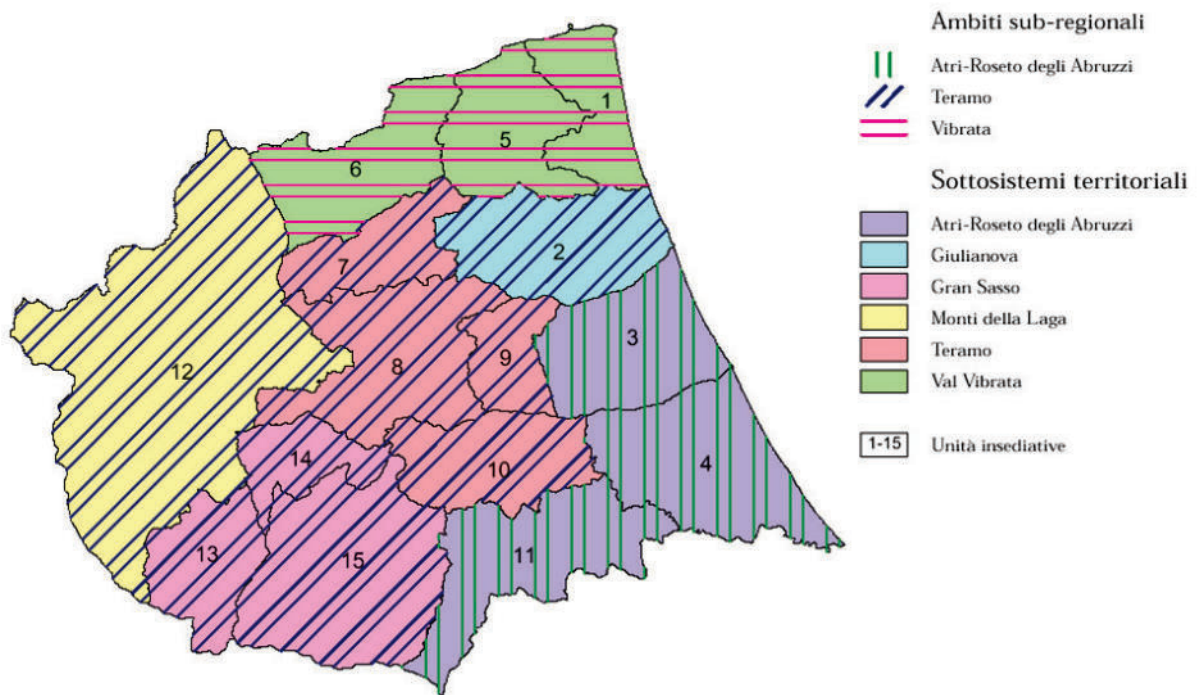 Ambiti sub-regionali
Atri-Roseto degli Abruzzi
Teramo
Vibrata
Sottosistemi territoriali
Atri-Roseto degli Abruzzi
Giulianova
Gran Sasso
Monti della Laga
Teramo
Val Vibrata
1-15 Unità insediative
1
5
6
2
7
3
9
8
12
14
10
4
13
15
11